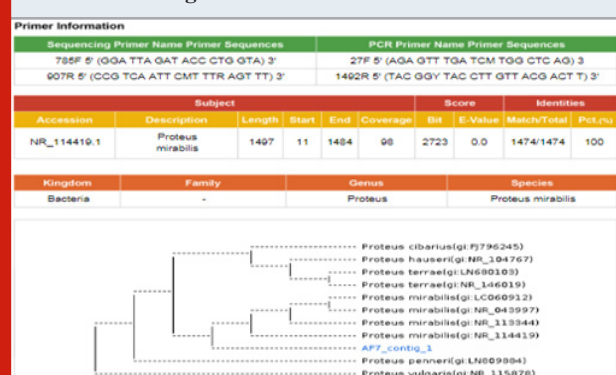 Primer Information
Sequencing Primer Name Primer Sequences PCR Primer Name Primer Sequences
785F 5' (GGA TTA GAT ACC CTG GTA) 3' 27F 5' (AGA GTT TGA TCM TGG CTC AG) 3
907R 5' (CCG TCA ATT CMT TTR AGT TT) 3' 1492R 5' (TAC GGY TAC CTT GTT ACG ACT T) 3'
Subject Score Identities
Accession Description Length Start End Coverage Bit E-Value Match/Total Pct.(%)
NR_114419.1 Proteus mirabilis 1497 11 1484 98 2723 0.0 1474/1474 100
Kingdom Family Genus Species
Bacteria - Proteus Proteus mirabilis
Proteus cibarius(gi:FJ796245)
Proteus hauseri(gi:NR_104767)
Proteus terrae(gi:LN680103)
Proteus terrae(gi:NR_146019)
Proteus mirabilis(gi:LC060912)
Proteus mirabilis(gi:NR_043997)
Proteus mirabilis(gi:NR_113344)
Proteus mirabilis(gi:NR_114419)
AF7_contig_1
Proteus penneri(gi:LN809984)
Proteus vulgaris(gi:NR_115878)